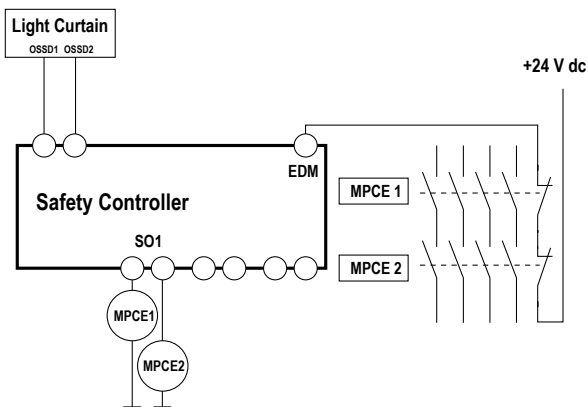 Light Curtain
OSSD1 OSSD2
+24 V dc
EDM
MPCE 1
Safety Controller
SO1
MPCE 2
MPCE1
MPCE2